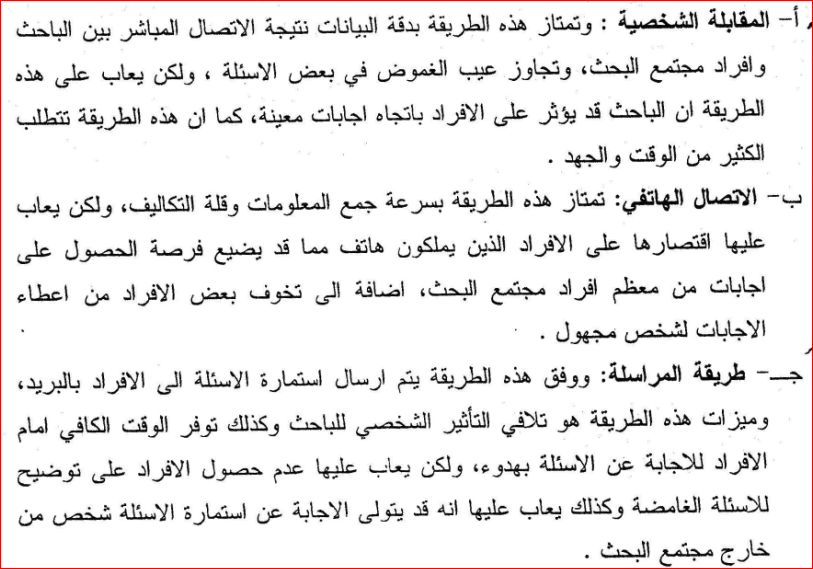 أ- المقابلة الشخصية : وتمتاز هذه الطريقة بدقة البيانات نتيجة الاتصال المباشر بين الباحث
وافراد مجتمع البحث، وتجاوز عيب الغموض في بعض الاسئلة ، ولكن يعاب على هذه
الطريقة ان الباحث قد يؤثر على الافراد باتجاه اجابات معينة، كما ان هذه الطريقة تتطلب
الكثير من الوقت والجهد .
ب- الاتصال الهاتفي: تمتاز هذه الطريقة بسرعة جمع المعلومات وقلة التكاليف، ولكن يعاب
عليها اقتصارها على الافراد الذين يملكون هاتف مما قد يضيع فرصة الحصول على
اجابات من معظم افراد مجتمع البحث، اضافة الى تخوف بعض الافراد من اعطاء
الاجابات لشخص مجهول .
جـ- طريقة المراسلة: ووفق هذه الطريقة يتم ارسال استمارة الاسئلة الى الافراد بالبريد،
وميزات هذه الطريقة هو تلافي التأثير الشخصي للباحث وكذلك توفر الوقت الكافي امام
الافراد للاجابة عن الاسئلة بهدوء، ولكن يعاب عليها عدم حصول الافراد على توضيح
للاسئلة الغامضة وكذلك يعاب عليها انه قد يتولى الاجابة عن استمارة الاسئلة شخص من
خارج مجتمع البحث .